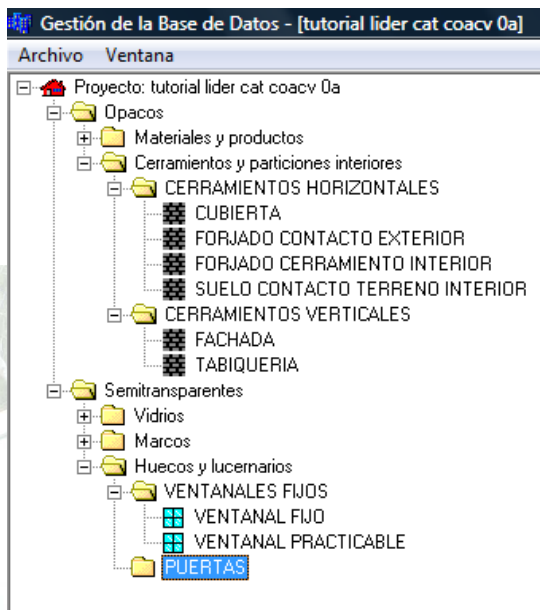 Gestión de la Base de Datos - [tutorial lider cat coacv 0a]
Archivo Ventana
Proyecto: tutorial lider cat coacv 0a
Opacos
Materiales y productos
Cerramientos y particiones interiores
CERRAMIENTOS HORIZONTALES
CUBIERTA
FORJADO CONTACTO EXTERIOR
FORJADO CERRAMIENTO INTERIOR
SUELO CONTACTO TERRENO INTERIOR
CERRAMIENTOS VERTICALES
FACHADA
TABIQUERIA
Semitransparentes
Vidrios
Marcos
Huecos y lucernarios
VENTANALES FIJOS
VENTANAL FIJO
VENTANAL PRACTICABLE
PUERTAS